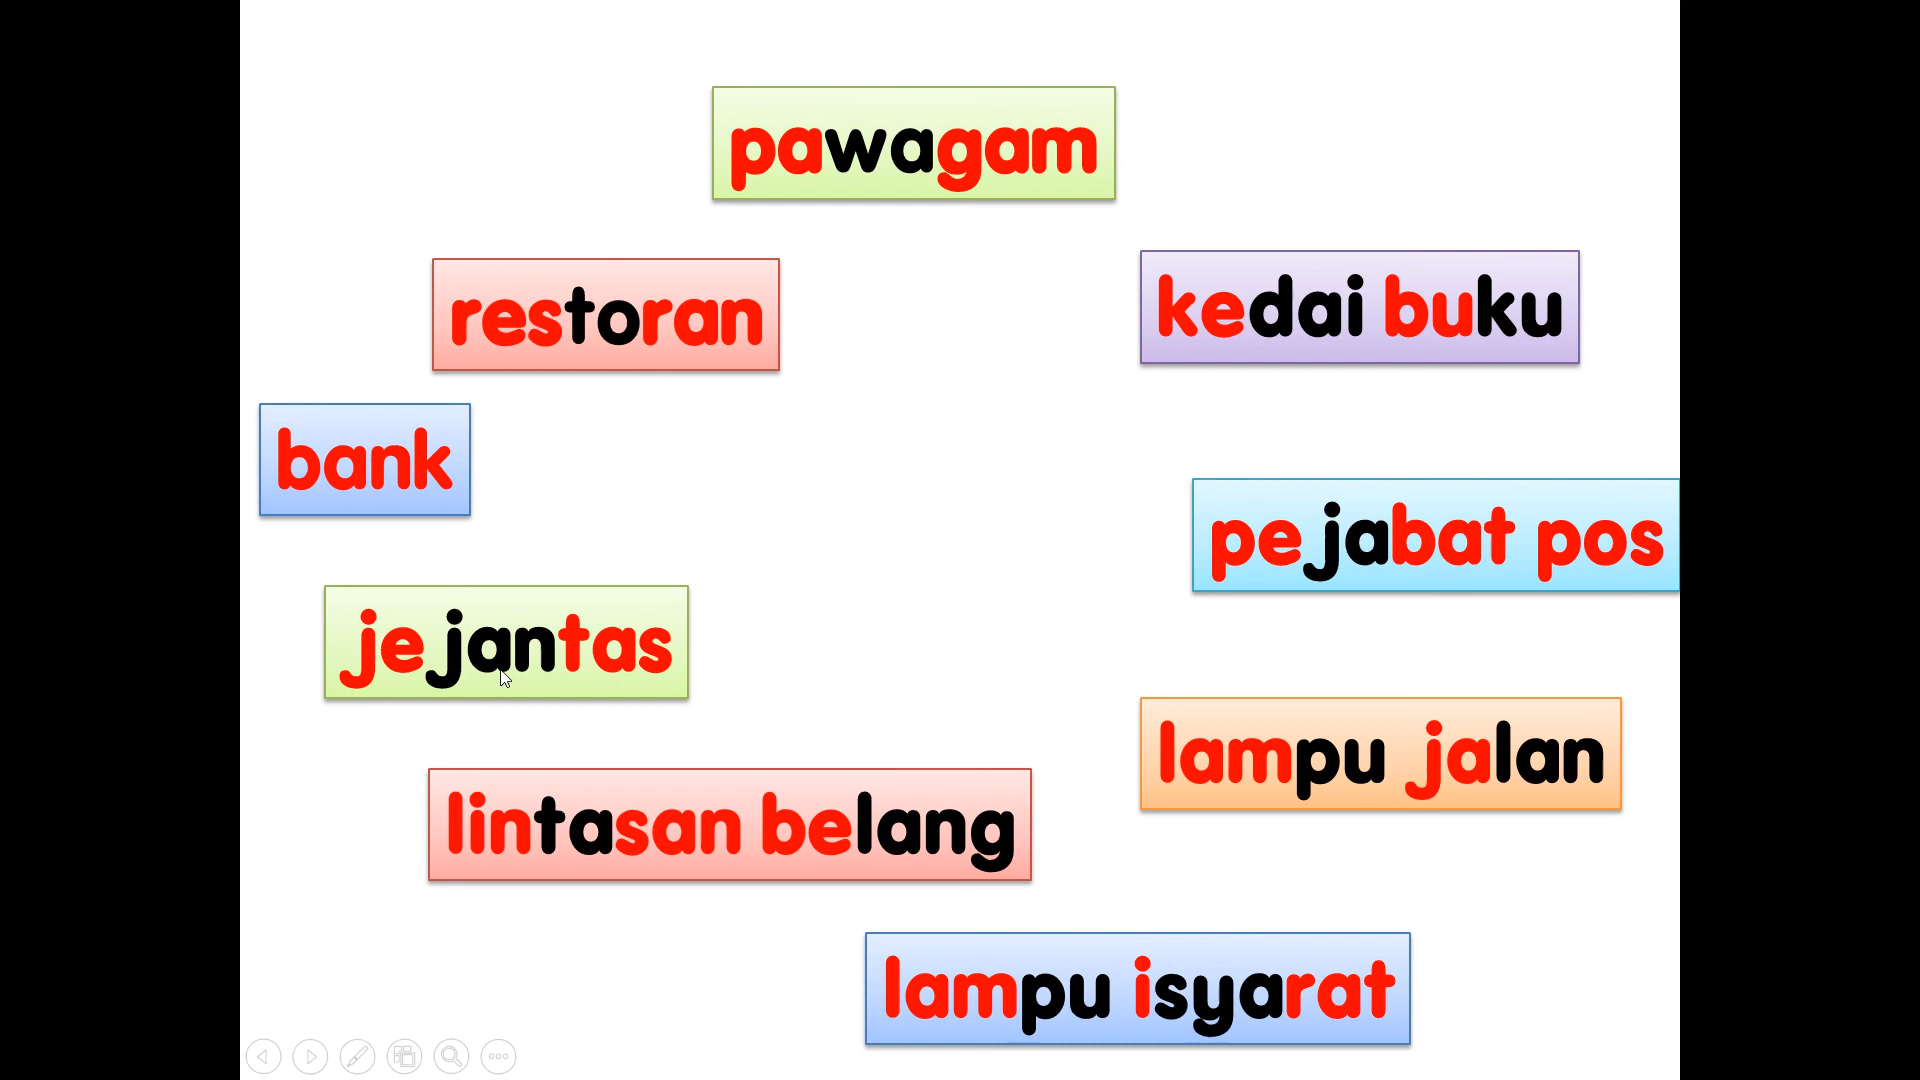 pawagam
restoran
kedai buku
bank
pejabat pos
jejantas
lampu jalan
lintasan belang
lampu isyarat